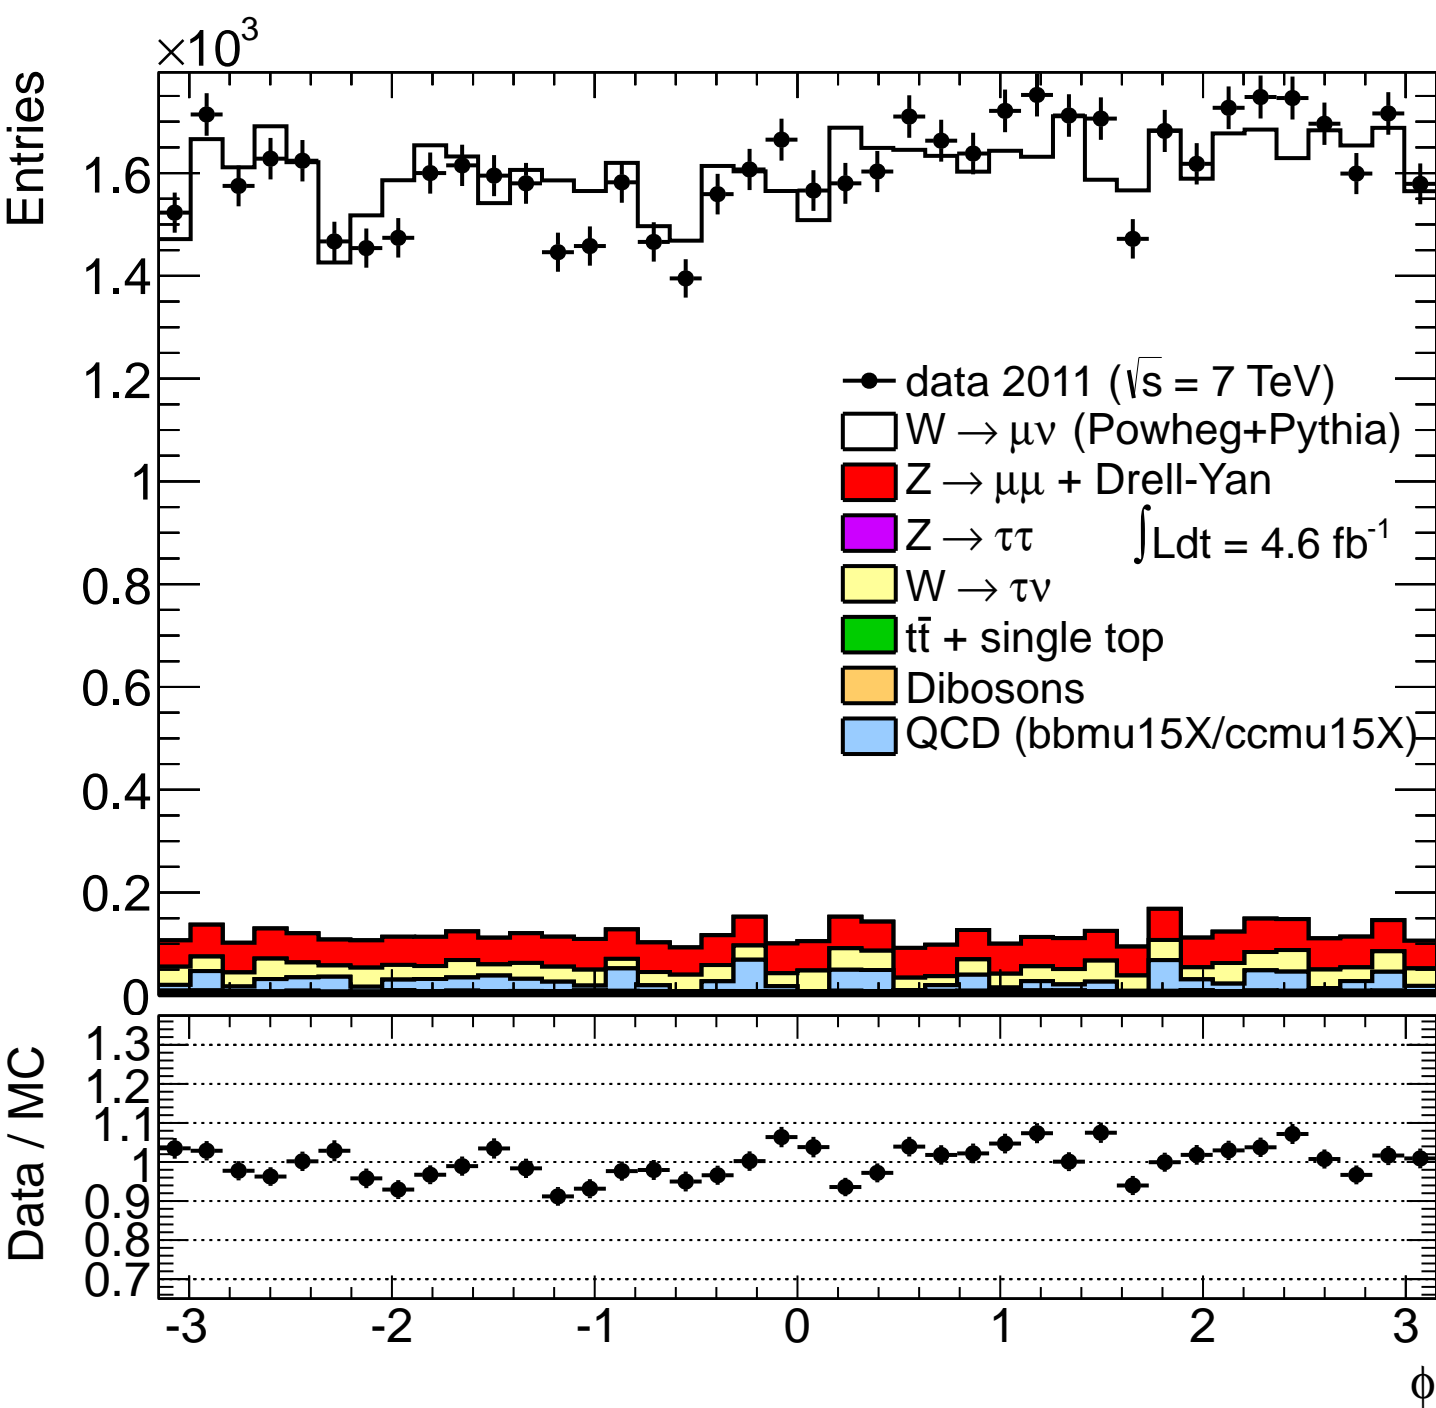 ×10³
Entries
1.6
1.4
1.2
1
0.8
0.6
0.4
0.2
0
data 2011 (√s = 7 TeV)
W → μν (Powheg+Pythia)
Z → μμ + Drell-Yan
Z → ττ
∫Ldt = 4.6 fb⁻¹
W → τν
tt̄ + single top
Dibosons
QCD (bbmu15X/ccmu15X)
Data / MC
1.3
1.2
1.1
1
0.9
0.8
0.7
-3 -2 -1 0 1 2 3
ϕ